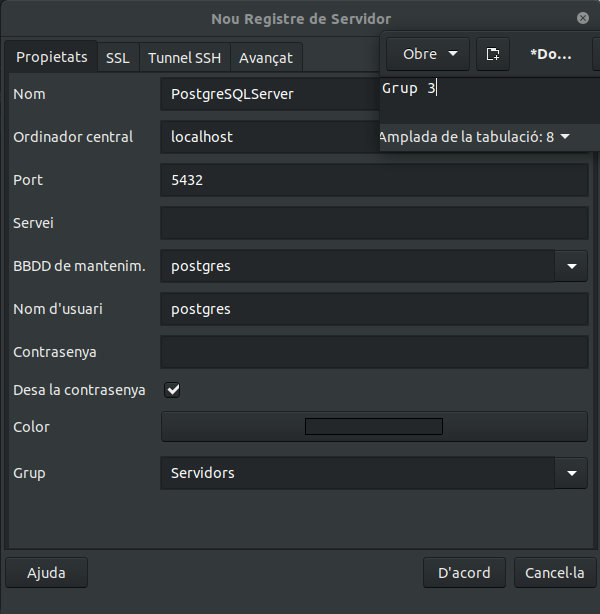 Nou Registre de Servidor
Propietats SSL Tunnel SSH Avançat
Obre *Do...
Grup 3
Amplada de la tabulació: 8
Nom PostgreSQLServer
Ordinador central localhost
Port 5432
Servei
BBDD de mantenim. postgres
Nom d'usuari postgres
Contrasenya
Desa la contrasenya
Color
Grup Servidors
Ajuda D'acord Cancel·la